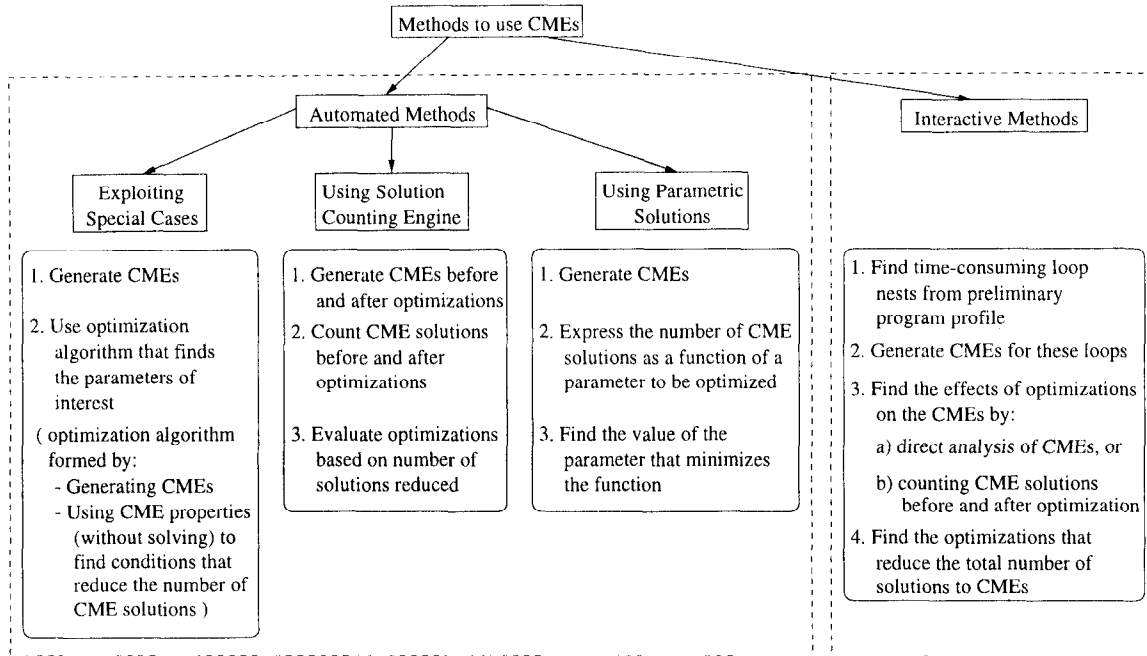 Methods to use CMEs
Automated Methods
Interactive Methods
Exploiting
Special Cases
Using Solution
Counting Engine
Using Parametric
Solutions
1. Generate CMEs
2. Use optimization
algorithm that finds
the parameters of
interest
( optimization algorithm
formed by:
- Generating CMEs
- Using CME properties
(without solving) to
find conditions that
reduce the number of
CME solutions )
1. Generate CMEs before
and after optimizations
2. Count CME solutions
before and after
optimizations
3. Evaluate optimizations
based on number of
solutions reduced
1. Generate CMEs
2. Express the number of CME
solutions as a function of a
parameter to be optimized
3. Find the value of the
parameter that minimizes
the function
1. Find time-consuming loop
nests from preliminary
program profile
2. Generate CMEs for these loops
3. Find the effects of optimizations
on the CMEs by:
a) direct analysis of CMEs, or
b) counting CME solutions
before and after optimization
4. Find the optimizations that
reduce the total number of
solutions to CMEs